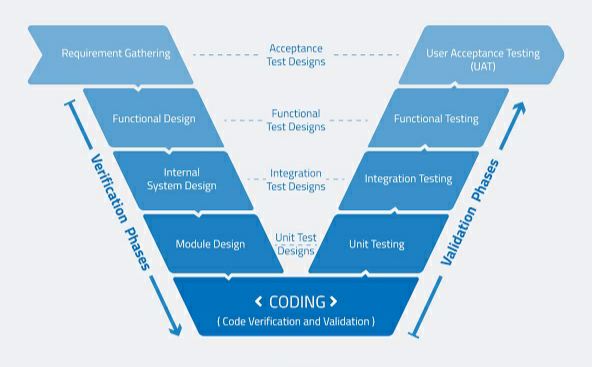 Requirement Gathering
Acceptance
Test Designs
User Acceptance Testing
(UAT)
Functional Design
Functional
Test Designs
Functional Testing
Internal
System Design
Integration
Test Designs
Integration Testing
Module Design
Unit Test
Designs
Unit Testing
Verification Phases
Validation Phases
< CODING >
( Code Verification and Validation )